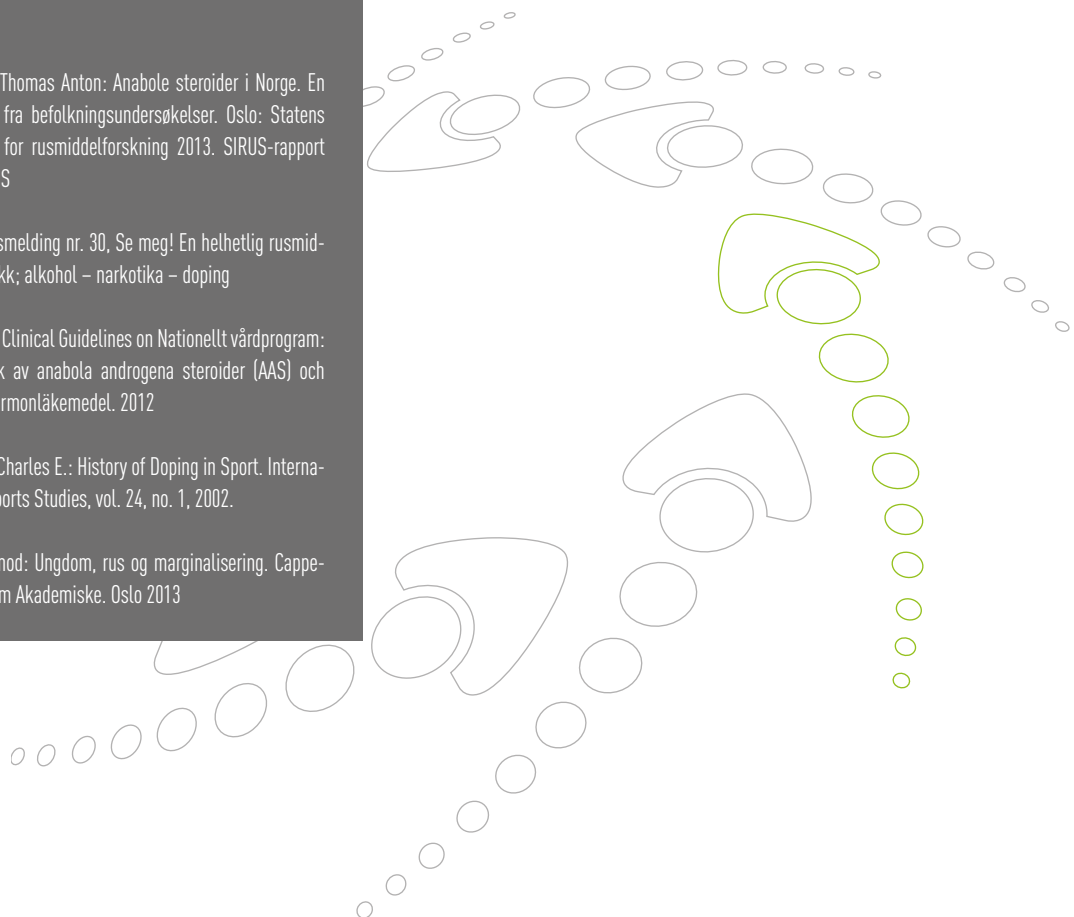 Thomas Anton: Anabole steroider i Norge. En
fra befolkningsundersøkelser. Oslo: Statens
for rusmiddelforskning 2013. SIRUS-rapport
S
smelding nr. 30, Se meg! En helhetlig rusmid-
kk; alkohol – narkotika – doping
Clinical Guidelines on Nationellt vårdprogram:
k av anabola androgena steroider (AAS) och
rmonläkemedel. 2012
Charles E.: History of Doping in Sport. Interna-
ports Studies, vol. 24, no. 1, 2002.
nod: Ungdom, rus og marginalisering. Cappe-
m Akademiske. Oslo 2013